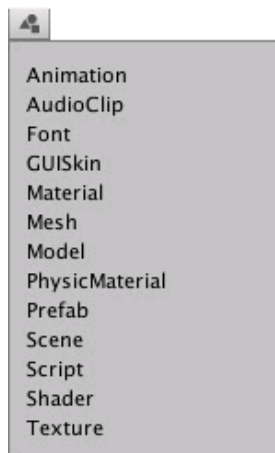 Animation
AudioClip
Font
GUISkin
Material
Mesh
Model
PhysicMaterial
Prefab
Scene
Script
Shader
Texture